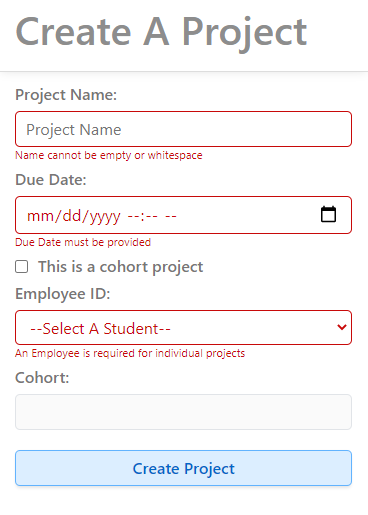 Create A Project
Project Name:
Project Name
Name cannot be empty or whitespace
Due Date:
mm/dd/yyyy --:-- --
Due Date must be provided
This is a cohort project
Employee ID:
--Select A Student--
An Employee is required for individual projects
Cohort:
Create Project